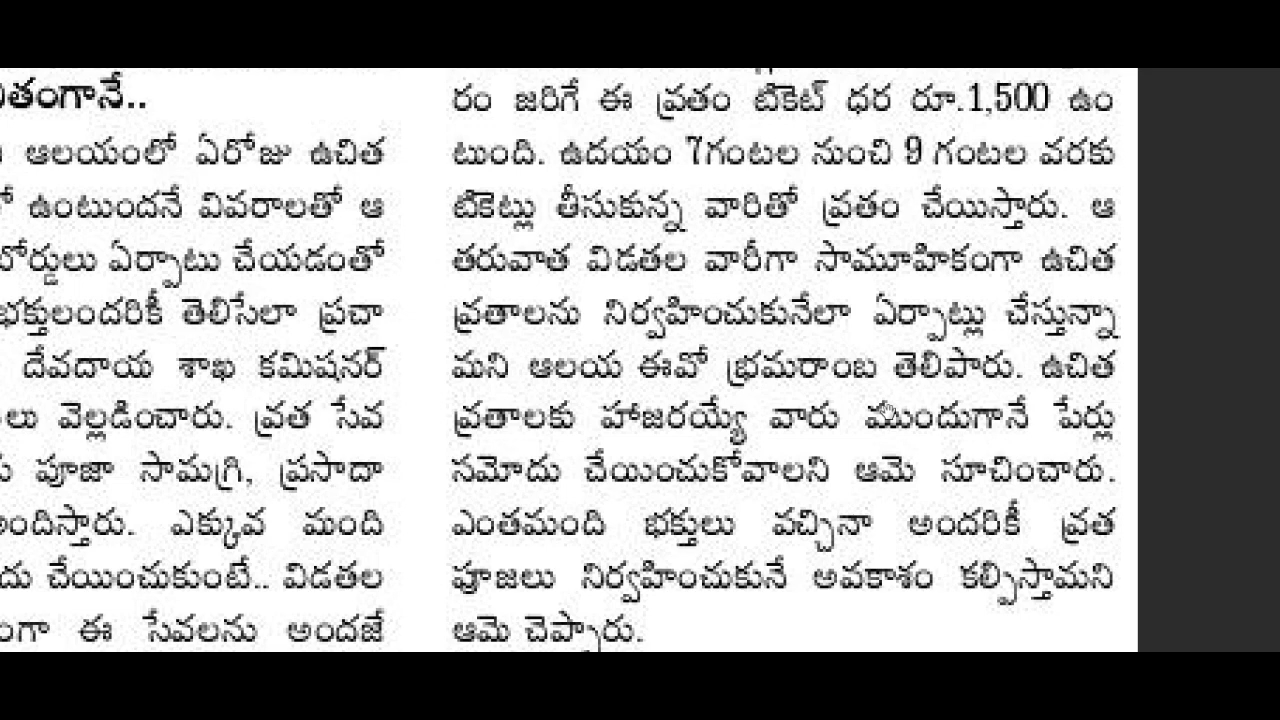 ఆలయంలో ఏరోజు ఉచిత
ఉంటుందనే వివరాలతో ఆ
ఏర్పాటు చేయడంతో
తెలిసేలా ప్రచా
దేవదాయ శాఖ కమిషనర్
వెల్లడించారు. వ్రత సేవ
పూజా సామగ్రి, ప్రసాదా
ఎక్కువ మంది
చేయించుకుంటే.. విడతల
ఈ సేవలను అందజే
రం జరిగే ఈ వ్రతం టికెట్ ధర రూ.1,500 ఉం
టుంది. ఉదయం 7గంటల నుంచి 9 గంటల వరకు
టికెట్లు తీసుకున్న వారితో వ్రతం చేయిస్తారు. ఆ
తరువాత విడతల వారీగా సామూహికంగా ఉచిత
వ్రతాలను నిర్వహించుకునేలా ఏర్పాట్లు చేస్తున్నా
మని ఆలయ ఈవో భ్రమరాంబ తెలిపారు. ఉచిత
వ్రతాలకు హాజరయ్యే వారు ముందుగానే పేర్లు
నమోదు చేయించుకోవాలని ఆమె సూచించారు.
ఎంతమంది భక్తులు వచ్చినా అందరికీ వ్రత
పూజలు నిర్వహించుకునే అవకాశం కల్పిస్తామని
ఆమె చెప్పారు.